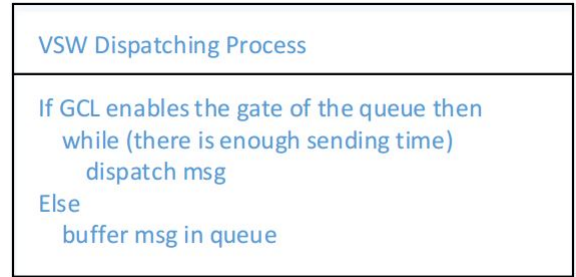 VSW Dispatching Process
If GCL enables the gate of the queue then
while (there is enough sending time)
dispatch msg
Else
buffer msg in queue